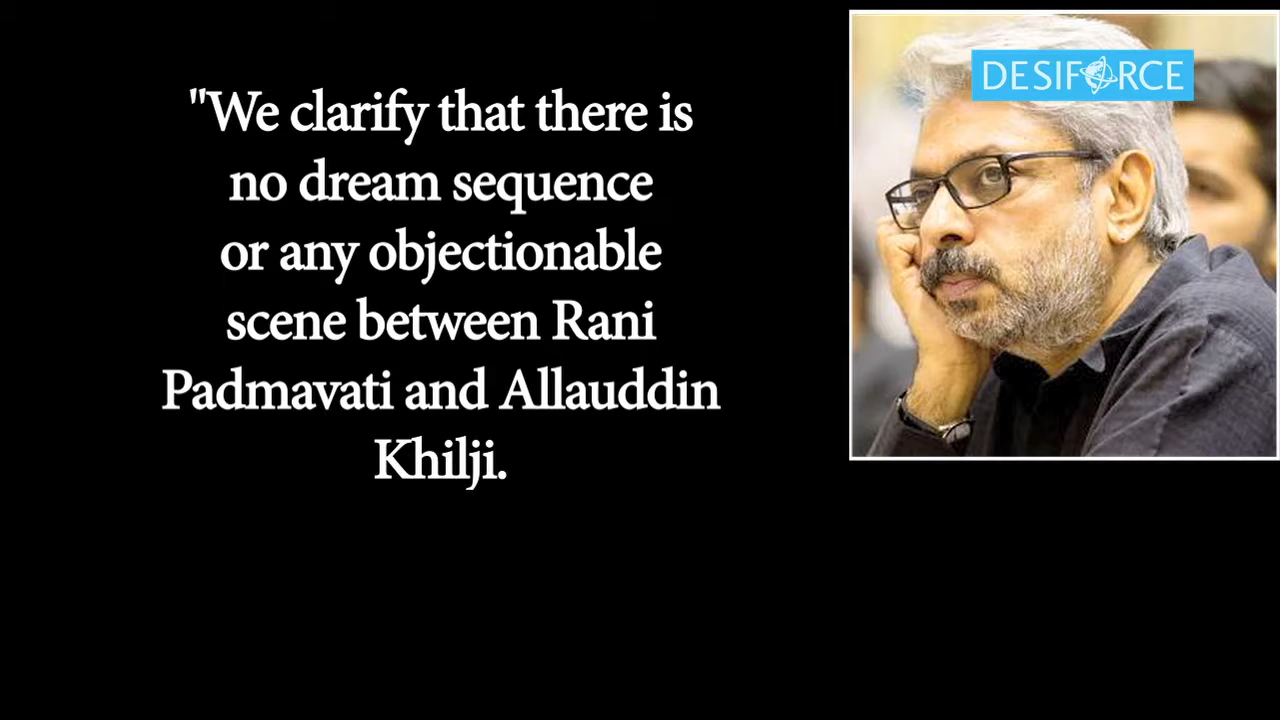 "We clarify that there is
no dream sequence
or any objectionable
scene between Rani
Padmavati and Allauddin
Khilji.
DESIFORCE